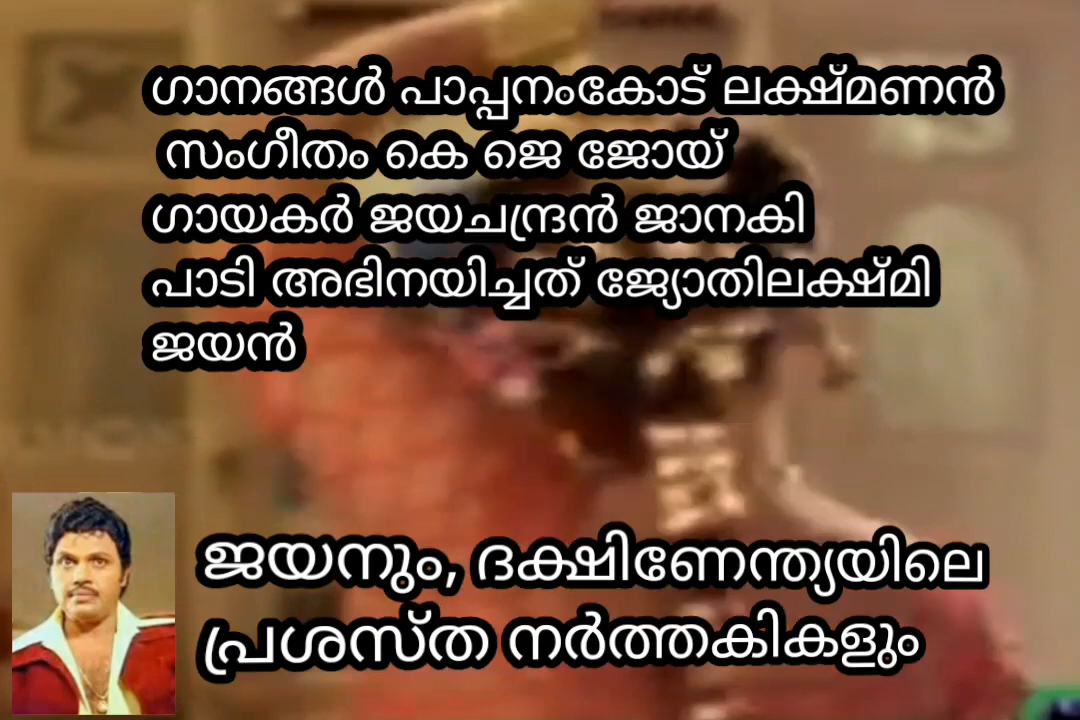 ഗാനങ്ങൾ പാപ്പനംകോട് ലക്ഷ്മണൻ
സംഗീതം കെ ജെ ജോയ്
ഗായകർ ജയചന്ദ്രൻ ജാനകി
പാടി അഭിനയിച്ചത് ജ്യോതിലക്ഷ്മി
ജയൻ
ജയനും, ദക്ഷിണേന്ത്യയിലെ
പ്രശസ്ത നർത്തകികളും